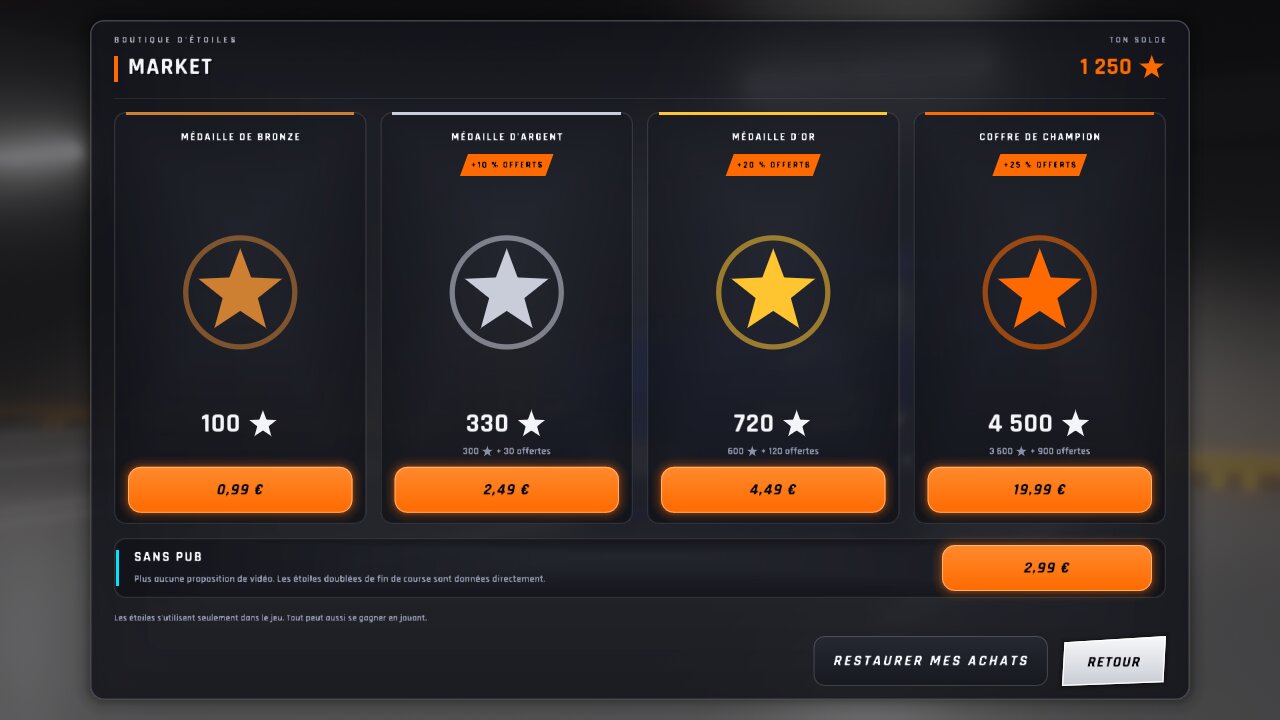 BOUTIQUE D'ÉTOILES
TON SOLDE
MARKET
1 250
MÉDAILLE DE BRONZE
100
0,99 €
MÉDAILLE D'ARGENT
+10 % OFFERTS
330
300 ★ + 30 offertes
2,49 €
MÉDAILLE D'OR
+20 % OFFERTS
720
600 ★ + 120 offertes
4,49 €
COFFRE DE CHAMPION
+25 % OFFERTS
4 500
3 600 ★ + 900 offertes
19,99 €
SANS PUB
Plus aucune proposition de vidéo. Les étoiles doublées de fin de course sont données directement.
2,99 €
Les étoiles s'utilisent seulement dans le jeu. Tout peut aussi se gagner en jouant.
RESTAURER MES ACHATS
RETOUR